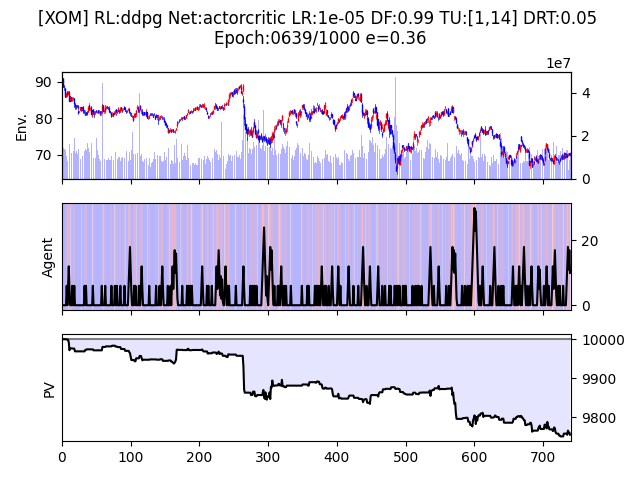 [XOM] RL:ddpg Net:actorcritic LR:1e-05 DF:0.99 TU:[1,14] DRT:0.05
Epoch:0639/1000 e=0.36
1e7
90
80
70
Env.
4
2
0
Agent
20
0
PV
10000
9900
9800
0 100 200 300 400 500 600 700